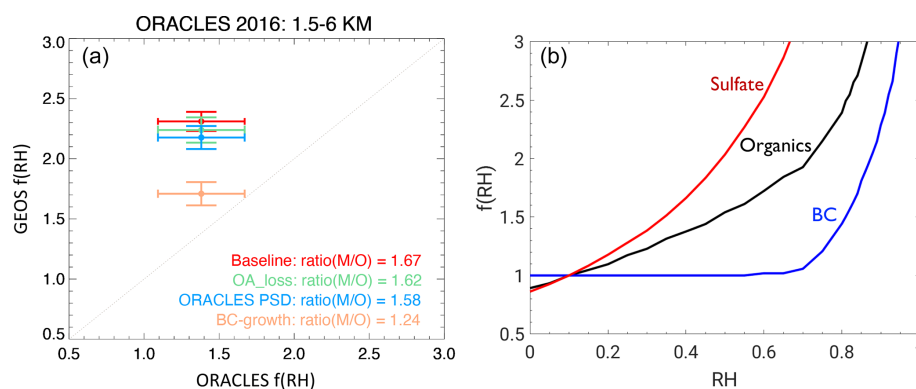 ORACLES 2016: 1.5-6 KM
(a)
3.0
2.5
2.0
1.5
1.0
0.5
GEOS f(RH)
Baseline: ratio(M/O) = 1.67
OA_loss: ratio(M/O) = 1.62
ORACLES PSD: ratio(M/O) = 1.58
BC-growth: ratio(M/O) = 1.24
0.5 1.0 1.5 2.0 2.5 3.0
ORACLES f(RH)
(b)
3
2.5
2
1.5
1
0.5
f(RH)
Sulfate
Organics
BC
0 0.2 0.4 0.6 0.8
RH